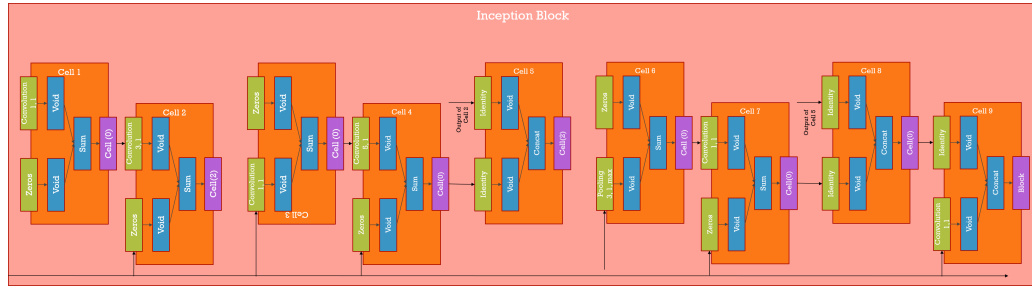 Inception Block
Cell 1
Convolution
1, 1
Void
Zeros
Void
Sum
Cell (0)
Cell 2
Convolution
3, 1
Void
Zeros
Void
Sum
Cell(2)
Zeros
Void
Convolution
1, 1
Void
Sum
Cell (0)
Cell 3
Cell 4
Convolution
5, 1
Void
Zeros
Void
Sum
Cell(0)
Cell 5
Output of
Cell 2
Identity
Void
Identity
Void
Concat
Cell(2)
Cell 6
Zeros
Void
Pooling
3, 1, max
Void
Sum
Cell (0)
Cell 7
Convolution
1, 1
Void
Zeros
Void
Sum
Cell(0)
Cell 8
Output of
Cell 5
Identity
Void
Identity
Void
Concat
Cell(0)
Cell 9
Identity
Void
Convolution
1, 1
Void
Concat
Block